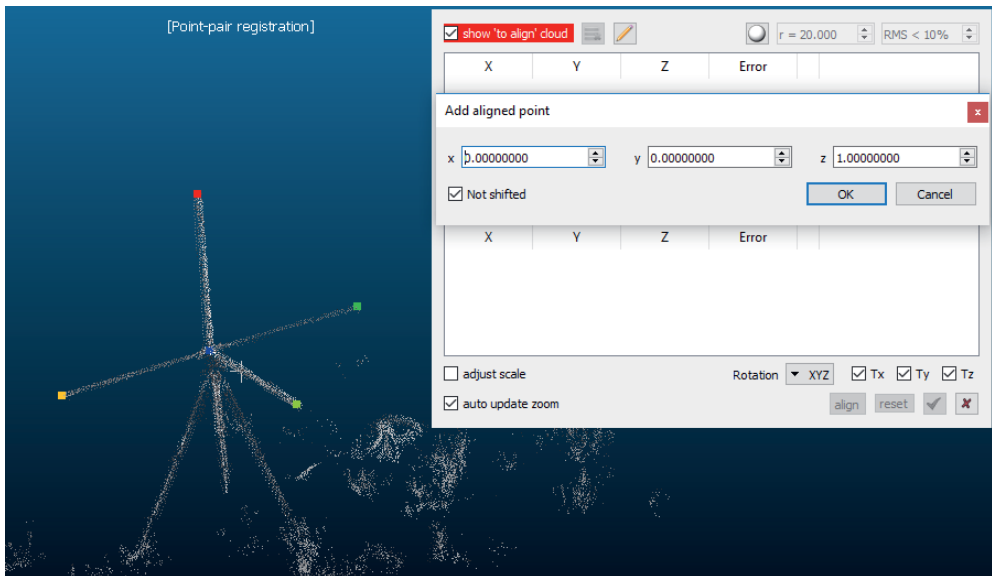 [Point-pair registration]
show 'to align' cloud
r = 20.000
RMS < 10%
X Y Z Error
Add aligned point
x
x 0.00000000 y 0.00000000 z 1.00000000
Not shifted
OK Cancel
X Y Z Error
adjust scale
Rotation XYZ Tx Ty Tz
auto update zoom
align reset